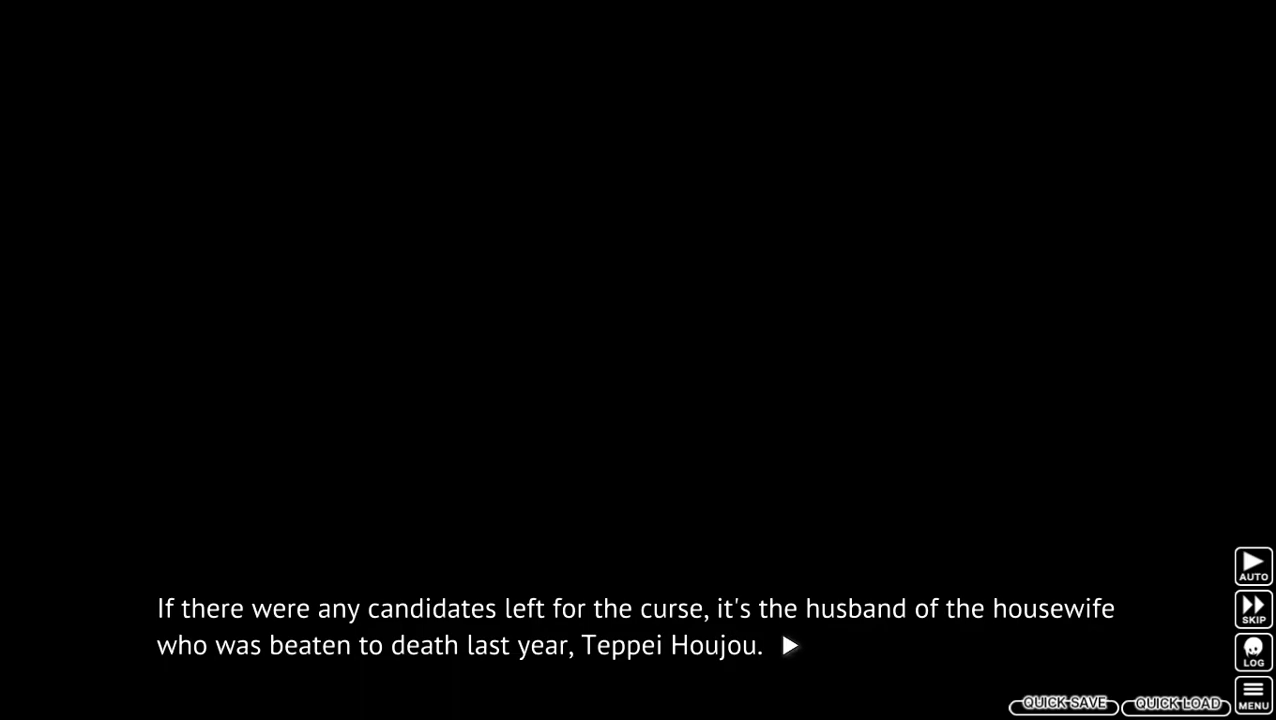 If there were any candidates left for the curse, it's the husband of the housewife
who was beaten to death last year, Teppei Houjou.
AUTO
SKIP
LOG
MENU
QUICK SAVE
QUICK LOAD